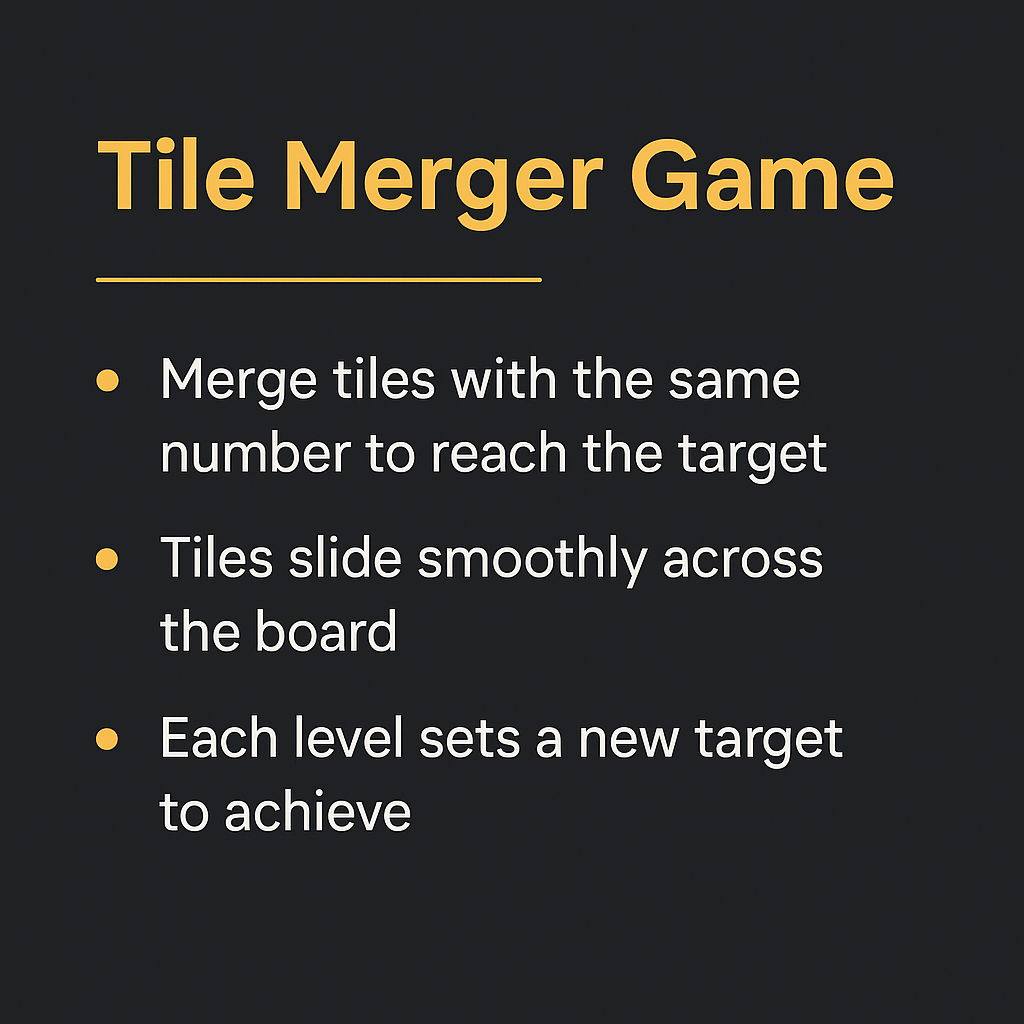 Tile Merger Game
• Merge tiles with the same
number to reach the target
• Tiles slide smoothly across
the board
• Each level sets a new target
to achieve